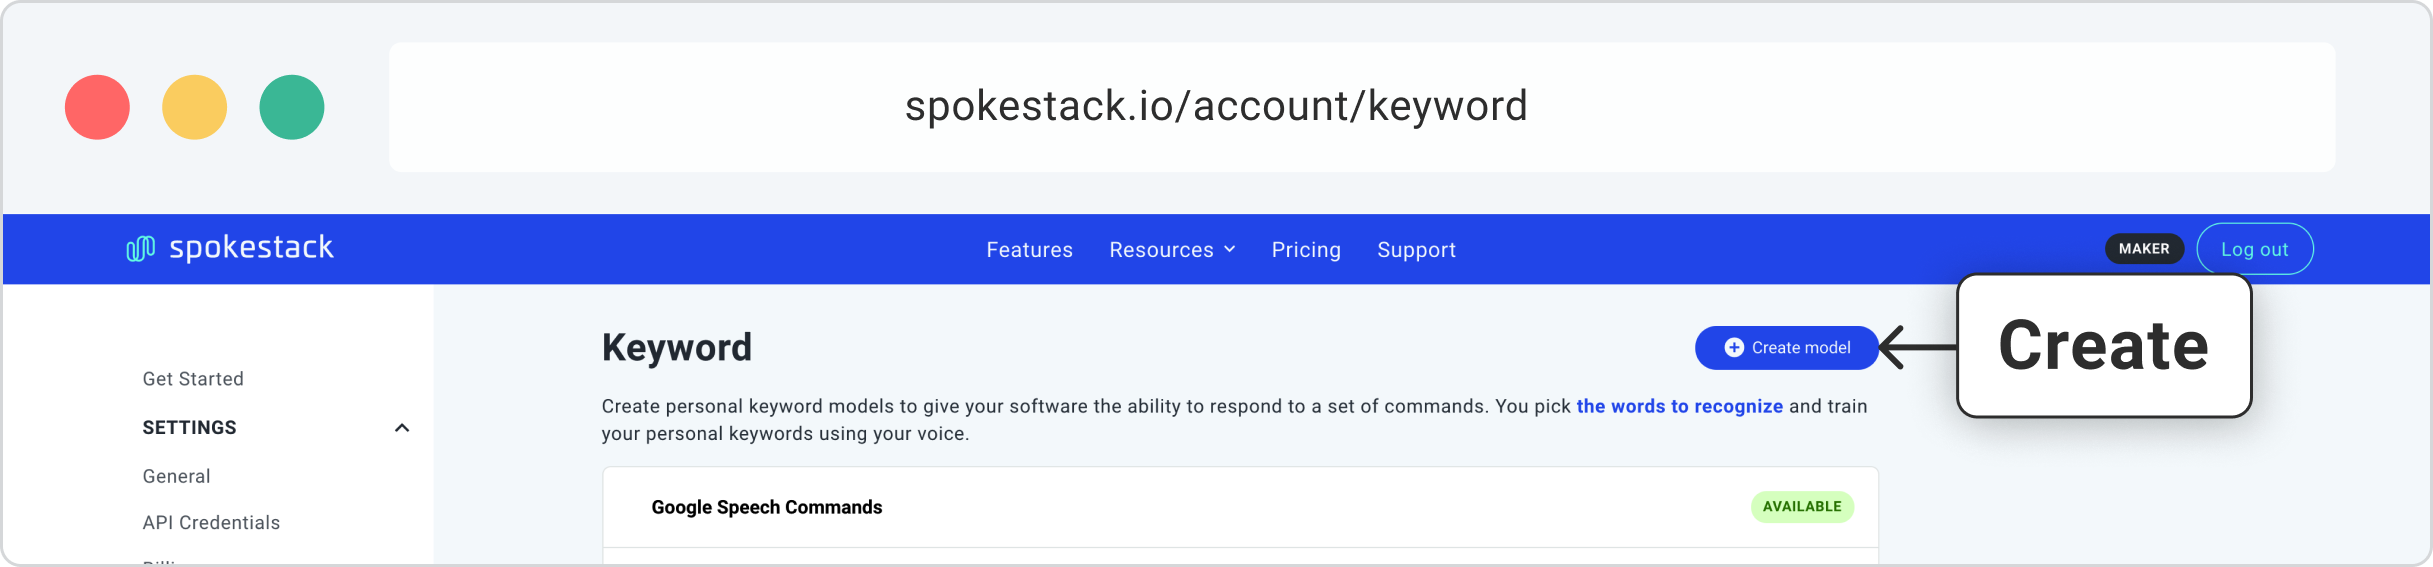 spokestack.io/account/keyword
spokestack
Features Resources Pricing Support
MAKER
Log out
Get Started
SETTINGS
General
API Credentials
Keyword
Create model
Create
Create personal keyword models to give your software the ability to respond to a set of commands. You pick the words to recognize and train
your personal keywords using your voice.
Google Speech Commands
AVAILABLE